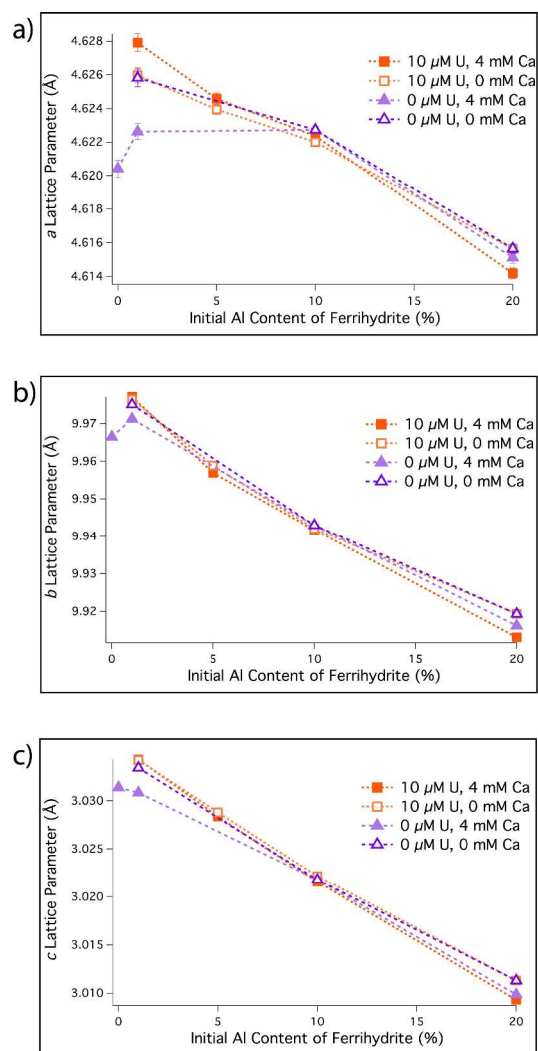 a)
4.628
4.626
4.624
4.622
4.620
4.618
4.616
4.614
a Lattice Parameter (Å)
10 µM U, 4 mM Ca
10 µM U, 0 mM Ca
0 µM U, 4 mM Ca
0 µM U, 0 mM Ca
0 5 10 15 20
Initial Al Content of Ferrihydrite (%)
b)
9.97
9.96
9.95
9.94
9.93
9.92
b Lattice Parameter (Å)
10 µM U, 4 mM Ca
10 µM U, 0 mM Ca
0 µM U, 4 mM Ca
0 µM U, 0 mM Ca
0 5 10 15 20
Initial Al Content of Ferrihydrite (%)
c)
3.030
3.025
3.020
3.015
3.010
c Lattice Parameter (Å)
10 µM U, 4 mM Ca
10 µM U, 0 mM Ca
0 µM U, 4 mM Ca
0 µM U, 0 mM Ca
0 5 10 15 20
Initial Al Content of Ferrihydrite (%)